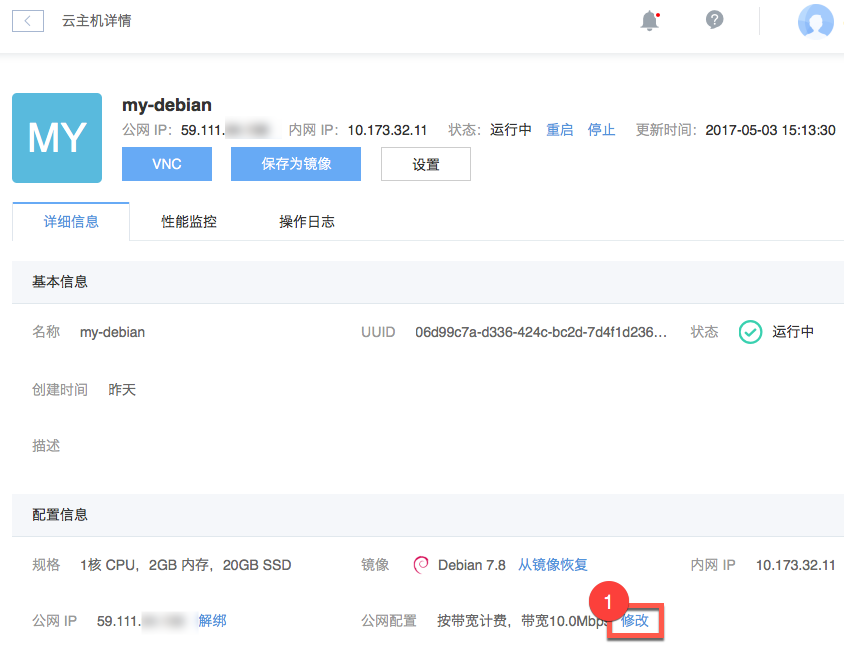 云主机详情
?
MY
my-debian
公网 IP: 59.111. 内网 IP: 10.173.32.11 状态: 运行中 重启 停止 更新时间: 2017-05-03 15:13:30
VNC 保存为镜像 设置
详细信息 性能监控 操作日志
基本信息
名称 my-debian UUID 06d99c7a-d336-424c-bc2d-7d4f1d236... 状态 运行中
创建时间 昨天
描述
配置信息
规格 1核 CPU, 2GB 内存, 20GB SSD 镜像 Debian 7.8 从镜像恢复 内网 IP 10.173.32.11
1
公网 IP 59.111. 解绑 公网配置 按带宽计费, 带宽10.0Mbps 修改